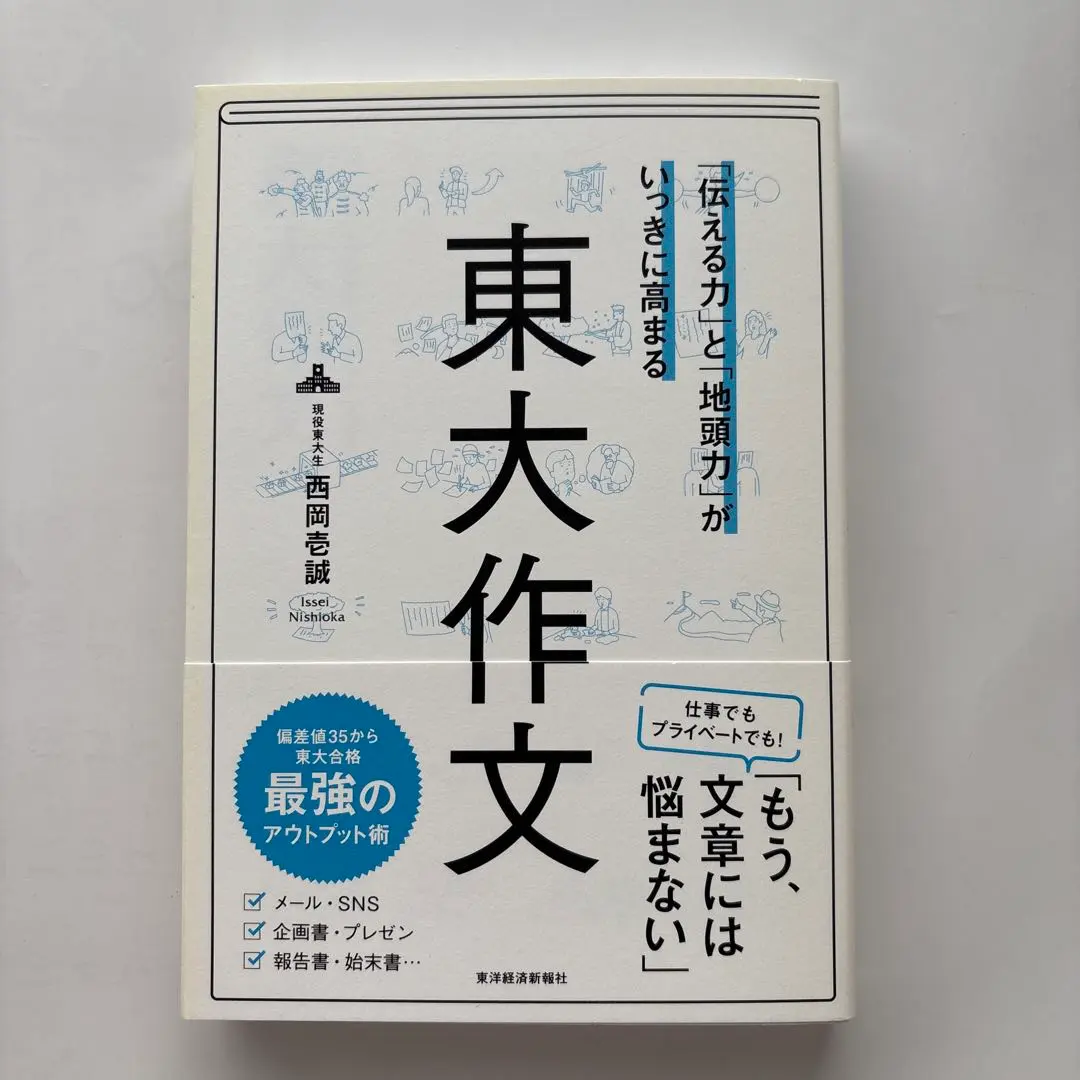 「伝える力」と「地頭力」が
いっきに高まる
東大作文
現役東大生
西岡壱誠
Issei
Nishioka
仕事でも
プライベートでも!
「もう、
文章には
悩まない」
偏差値35から
東大合格
最強の
アウトプット術
メール・SNS
企画書・プレゼン
報告書・始末書…
東洋経済新報社